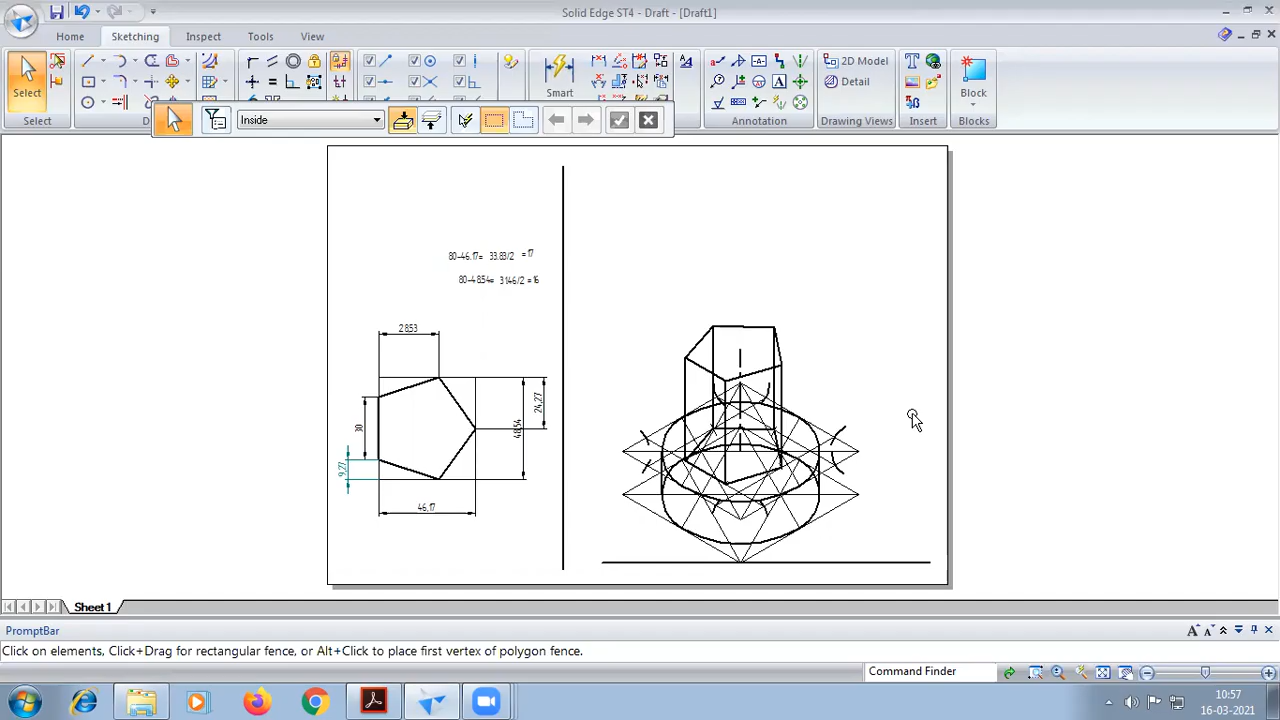 Solid Edge ST4 - Draft - [Draft1]
Home Sketching Inspect Tools View
Select
Smart
2D Model
Detail
Block
Inside
Select
Annotation
Drawing Views
Insert
Blocks
80-46.17= 33.83/2 =17
80-48.54= 31.46/2 =16
28,53
24,27
30
48,54
9,27
46,17
Sheet 1
PromptBar
Click on elements, Click+Drag for rectangular fence, or Alt+Click to place first vertex of polygon fence.
Command Finder
10:57
16-03-2021